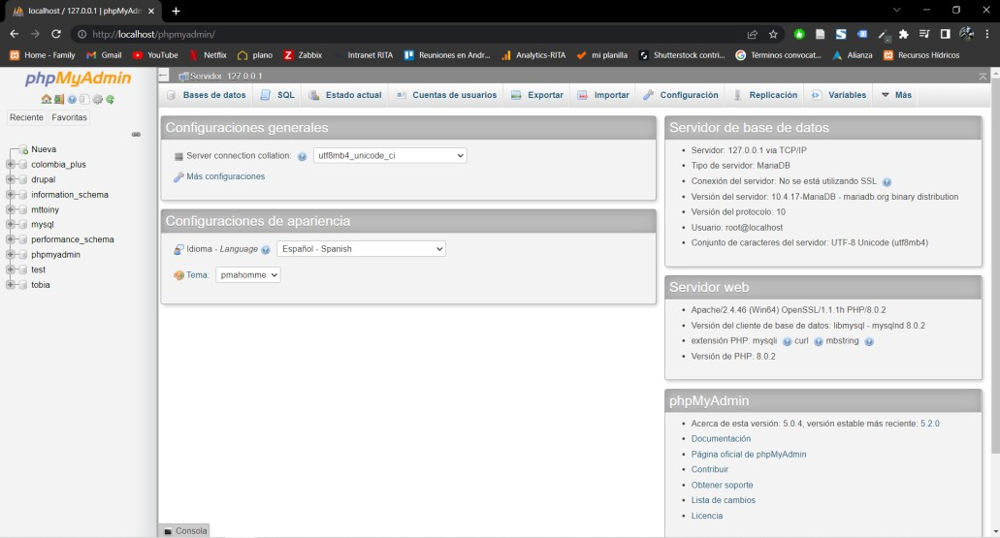 localhost / 127.0.0.1 | phpMyAdn
http://localhost/phpmyadmin/
Home - Family Gmail YouTube Netflix plano Zabbix Intranet RITA Reuniones en Andr... Analytics-RITA mi planilla Shutterstock contri... Términos convocat... Alianza Recursos Hídricos
phpMyAdmin
Reciente Favoritas
Nueva
colombia_plus
drupal
information_schema
mttoiny
mysql
performance_schema
phpmyadmin
test
tobia
Servidor: 127.0.0.1
Bases de datos SQL Estado actual Cuentas de usuarios Exportar Importar Configuración Replicación Variables Más
Configuraciones generales
Server connection collation: utf8mb4_unicode_ci
Más configuraciones
Configuraciones de apariencia
Idioma - Language Español - Spanish
Tema: pmahomme
Servidor de base de datos
Servidor: 127.0.0.1 via TCP/IP
Tipo de servidor: MariaDB
Conexión del servidor: No se está utilizando SSL
Versión del servidor: 10.4.17-MariaDB - mariadb.org binary distribution
Versión del protocolo: 10
Usuario: root@localhost
Conjunto de caracteres del servidor: UTF-8 Unicode (utf8mb4)
Servidor web
Apache/2.4.46 (Win64) OpenSSL/1.1.1h PHP/8.0.2
Versión del cliente de base de datos: libmysql - mysqlnd 8.0.2
extensión PHP: mysqli curl mbstring
Versión de PHP: 8.0.2
phpMyAdmin
Acerca de esta versión: 5.0.4, versión estable más reciente: 5.2.0
Documentación
Página oficial de phpMyAdmin
Contribuir
Obtener soporte
Lista de cambios
Licencia
Consola